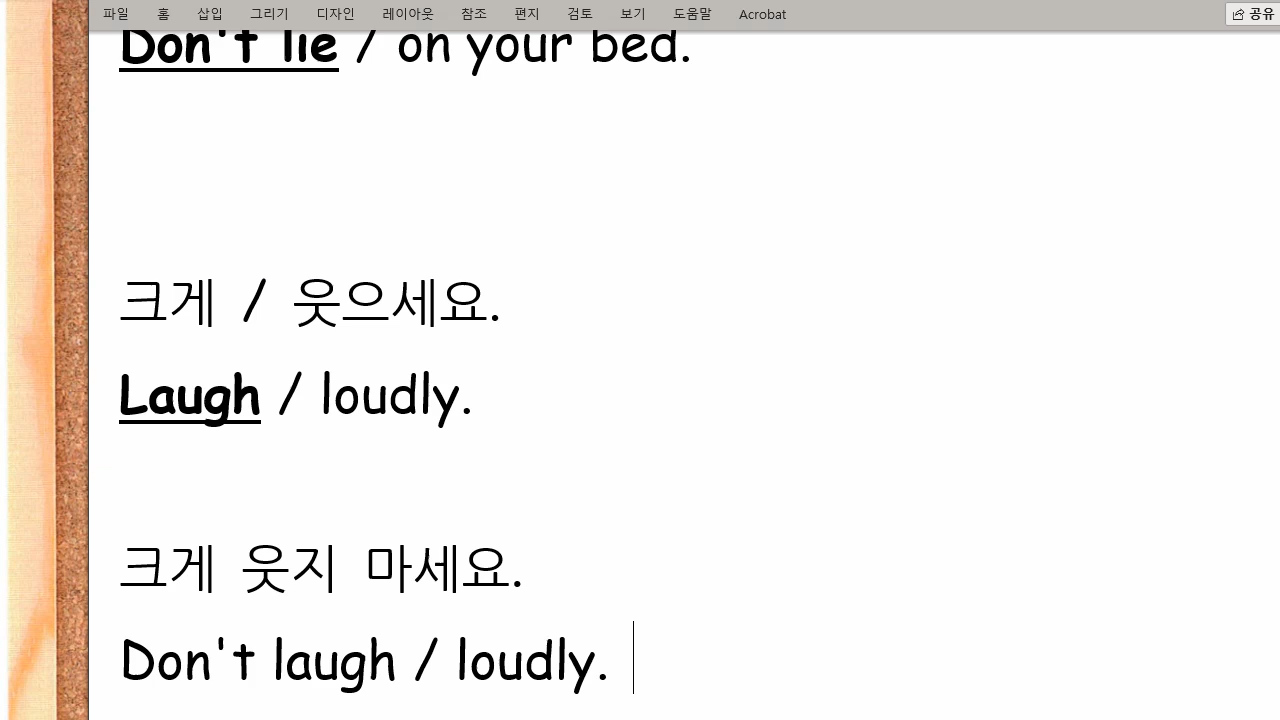 파일 홈 삽입 그리기 디자인 레이아웃 참조 편지 검토 보기 도움말 Acrobat 공유
Don't lie / on your bed.
크게 / 웃으세요.
Laugh / loudly.
크게 웃지 마세요.
Don't laugh / loudly.